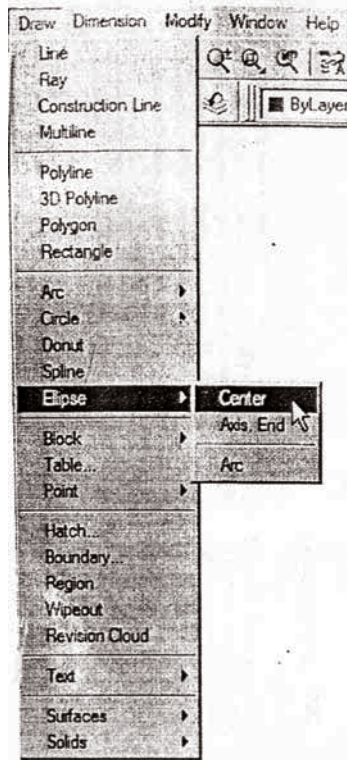 Draw Dimension Modify Window Help
Line
Ray
Construction Line
Multiline
ByLayer
Polyline
3D Polyline
Polygon
Rectangle
Arc
Circle
Donut
Spline
Ellipse
Center
Axis, End
Arc
Block
Table...
Point
Hatch...
Boundary...
Region
Wipeout
Revision Cloud
Text
Surfaces
Solids